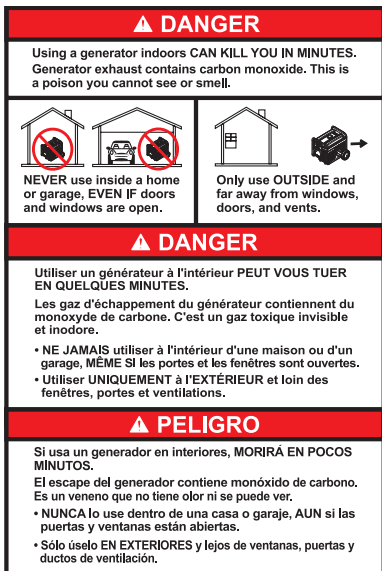 DANGER
Using a generator indoors CAN KILL YOU IN MINUTES.
Generator exhaust contains carbon monoxide. This is
a poison you cannot see or smell.
NEVER use inside a home
or garage, EVEN IF doors
and windows are open.
Only use OUTSIDE and
far away from windows,
doors, and vents.
DANGER
Utiliser un générateur à l'intérieur PEUT VOUS TUER
EN QUELQUES MINUTES.
Les gaz d'échappement du générateur contiennent du
monoxyde de carbone. C'est un gaz toxique invisible
et inodore.
• NE JAMAIS utiliser à l'intérieur d'une maison ou d'un
garage, MÊME SI les portes et les fenêtres sont ouvertes.
• Utiliser UNIQUEMENT à l'EXTÉRIEUR et loin des
fenêtres, portes et ventilations.
PELIGRO
Si usa un generador en interiores, MORIRÁ EN POCOS
MINUTOS.
El escape del generador contiene monóxido de carbono.
Es un veneno que no tiene olor ni se puede ver.
• NUNCA lo use dentro de una casa o garaje, AUN si las
puertas y ventanas están abiertas.
• Sólo úselo EN EXTERIORES y lejos de ventanas, puertas y
ductos de ventilación.